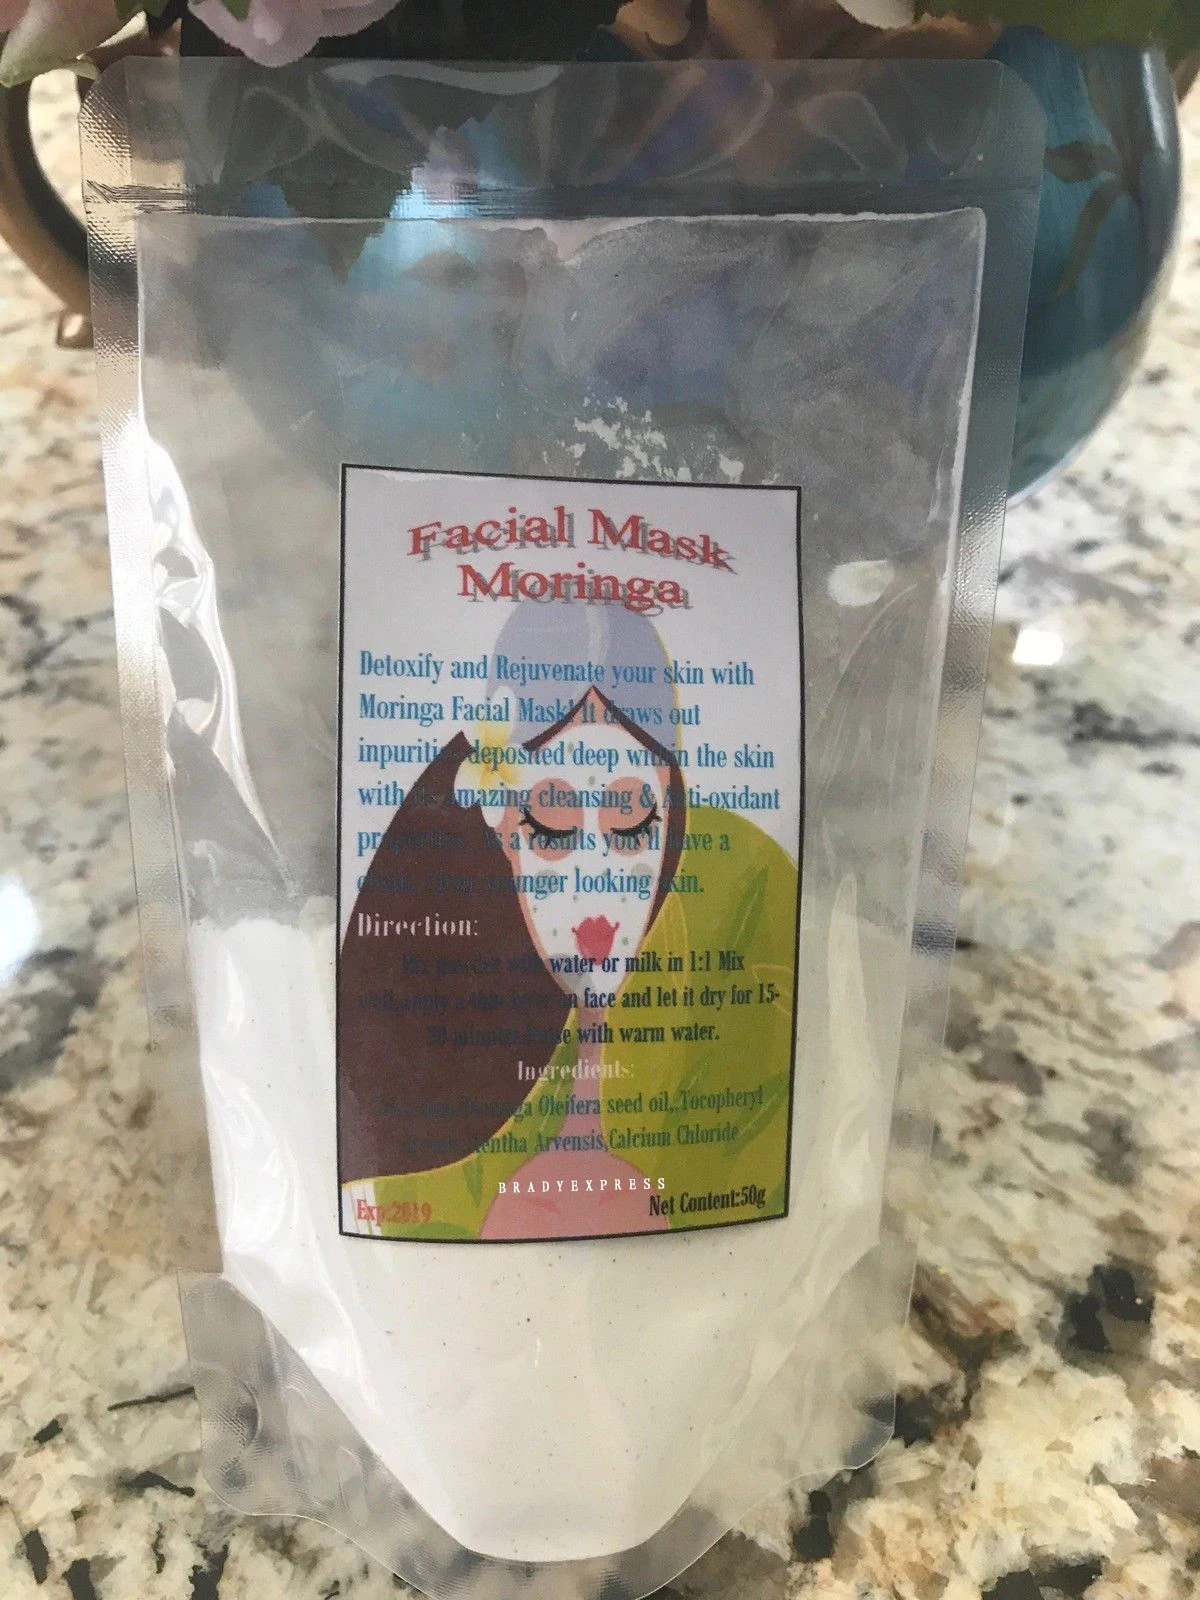 Facial Mask
Moringa
Detoxify and Rejuvenate your skin with
Moringa Facial Mask! It draws out
inpurities deposited deep within the skin
with its amazing cleansing & Anti-oxidant
properties. As a results you'll have a
clean, clear, younger looking skin.
Direction:
Mix powder with water or milk in 1:1 Mix
well,apply a thin layer on face and let it dry for 15-
20 minutes. Rinse with warm water.
Ingredients:
Moringa Oleifera seed oil,,Tocopheryl
Mentha Arvensis,Calcium Chloride
BRADYEXPRESS
Exp:2019
Net Content:50g